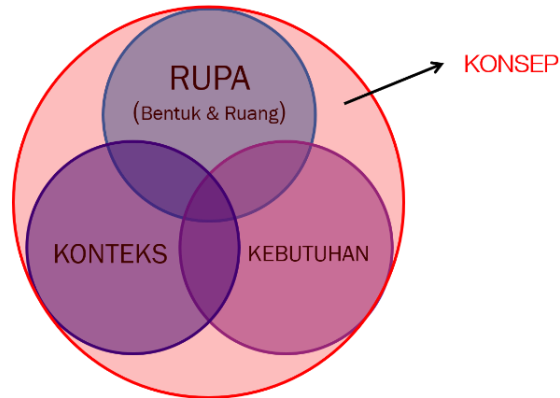 RUPA
(Bentuk & Ruang)
KONSEP
KONTEKS
KEBUTUHAN